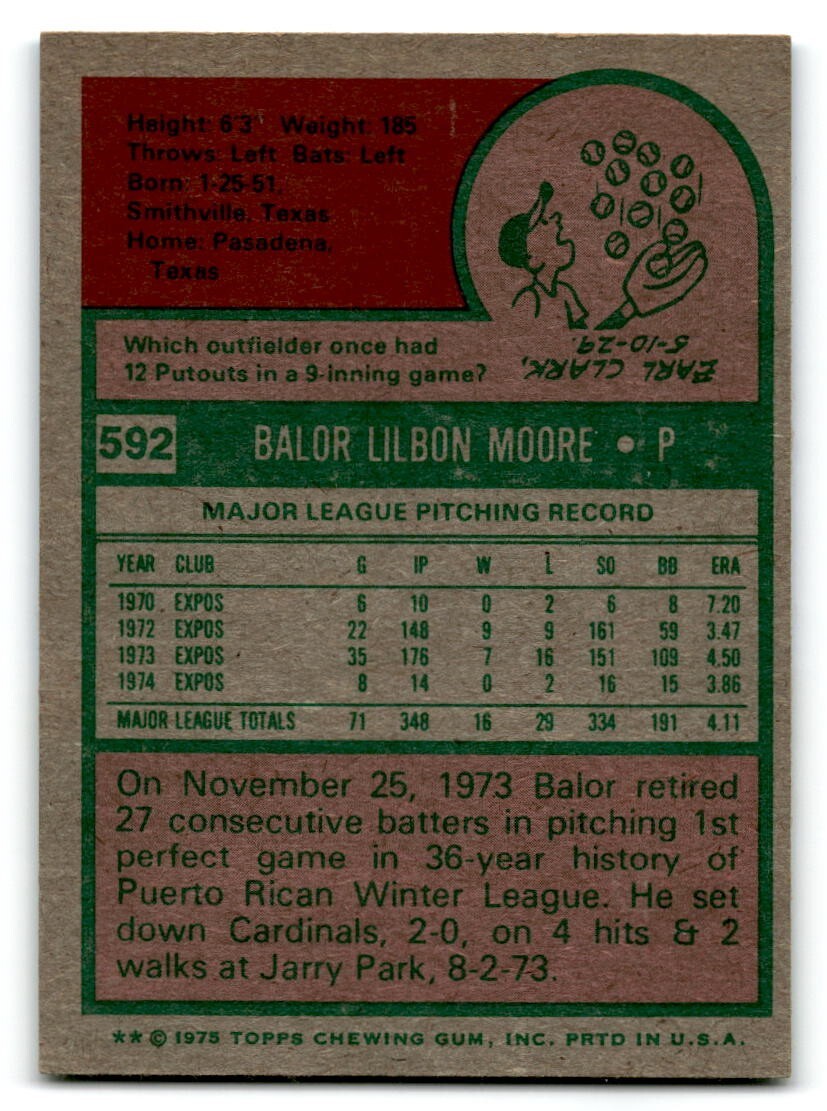 Height: 6'3" Weight: 185
Throws: Left Bats: Left
Born: 1-25-51,
Smithville, Texas
Home: Pasadena,
Texas
Which outfielder once had
12 Putouts in a 9-inning game?
EARL CLARK,
5-10-29.
592 BALOR LILBON MOORE • P
MAJOR LEAGUE PITCHING RECORD
YEAR CLUB G IP W L SO BB ERA
1970 EXPOS 6 10 0 2 6 8 7.20
1972 EXPOS 22 148 9 9 161 59 3.47
1973 EXPOS 35 176 7 16 151 109 4.50
1974 EXPOS 8 14 0 2 16 15 3.86
MAJOR LEAGUE TOTALS 71 348 16 29 334 191 4.11
On November 25, 1973 Balor retired
27 consecutive batters in pitching 1st
perfect game in 36-year history of
Puerto Rican Winter League. He set
down Cardinals, 2-0, on 4 hits & 2
walks at Jarry Park, 8-2-73.
** © 1975 TOPPS CHEWING GUM, INC. PRTD IN U.S.A.